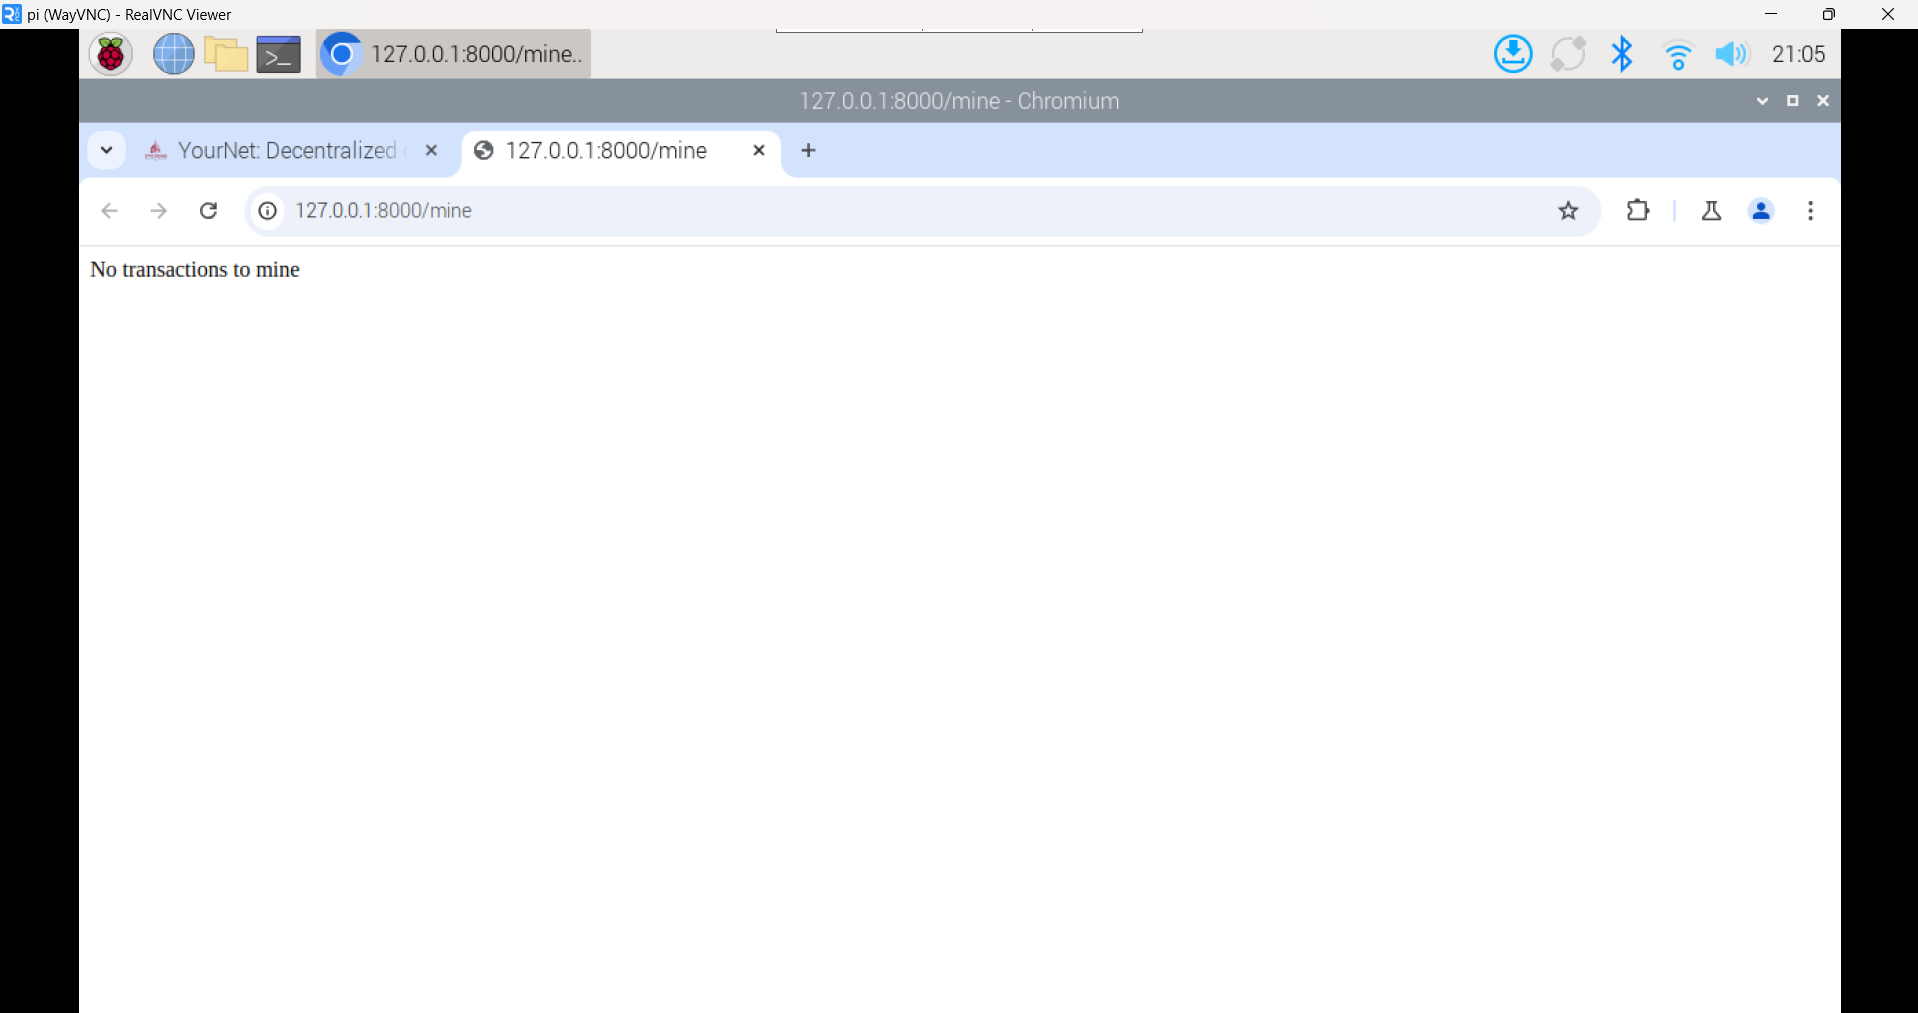 pi (WayVNC) - RealVNC Viewer
127.0.0.1:8000/mine..
21:05
127.0.0.1:8000/mine - Chromium
YourNet: Decentralized
127.0.0.1:8000/mine
127.0.0.1:8000/mine
No transactions to mine